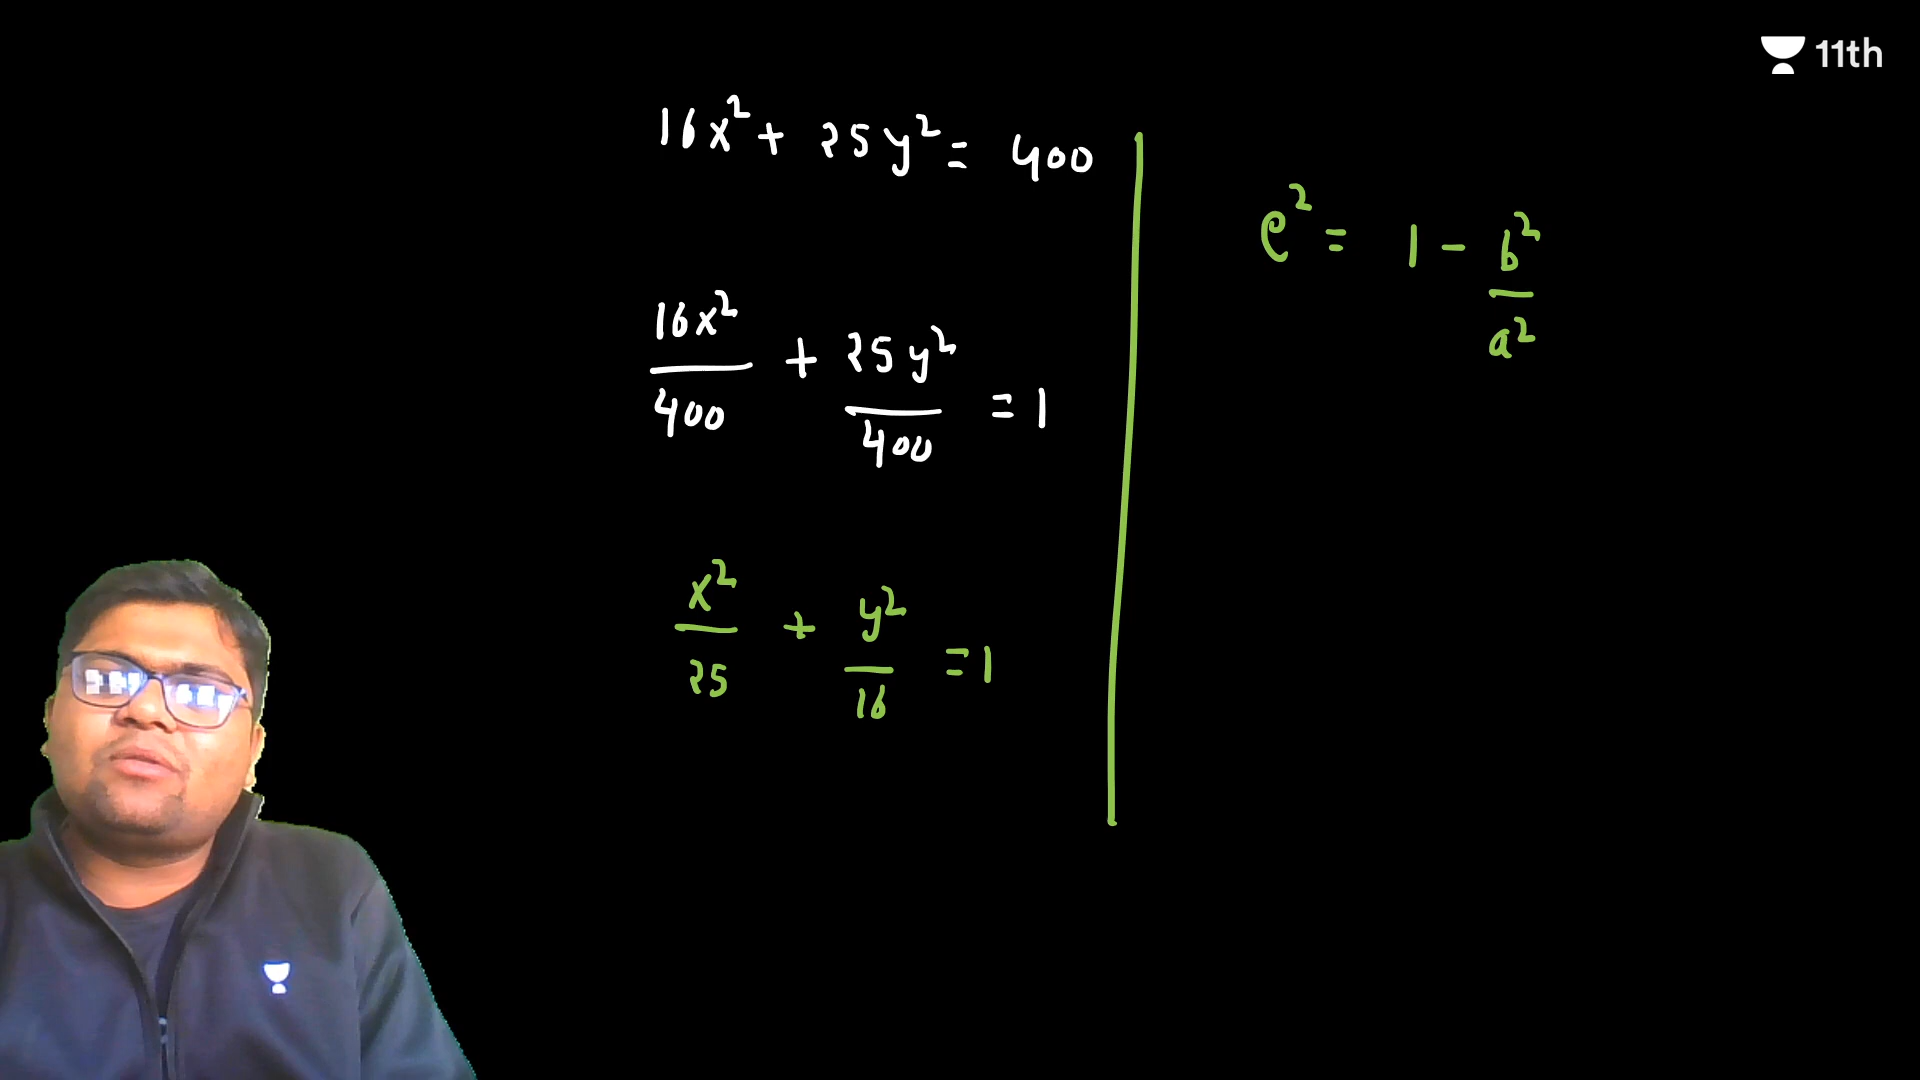 11th
16x² + 25y² = 400
16x²/400 + 25y²/400 = 1
x²/25 + y²/16 = 1
e² = 1 - b²/a²